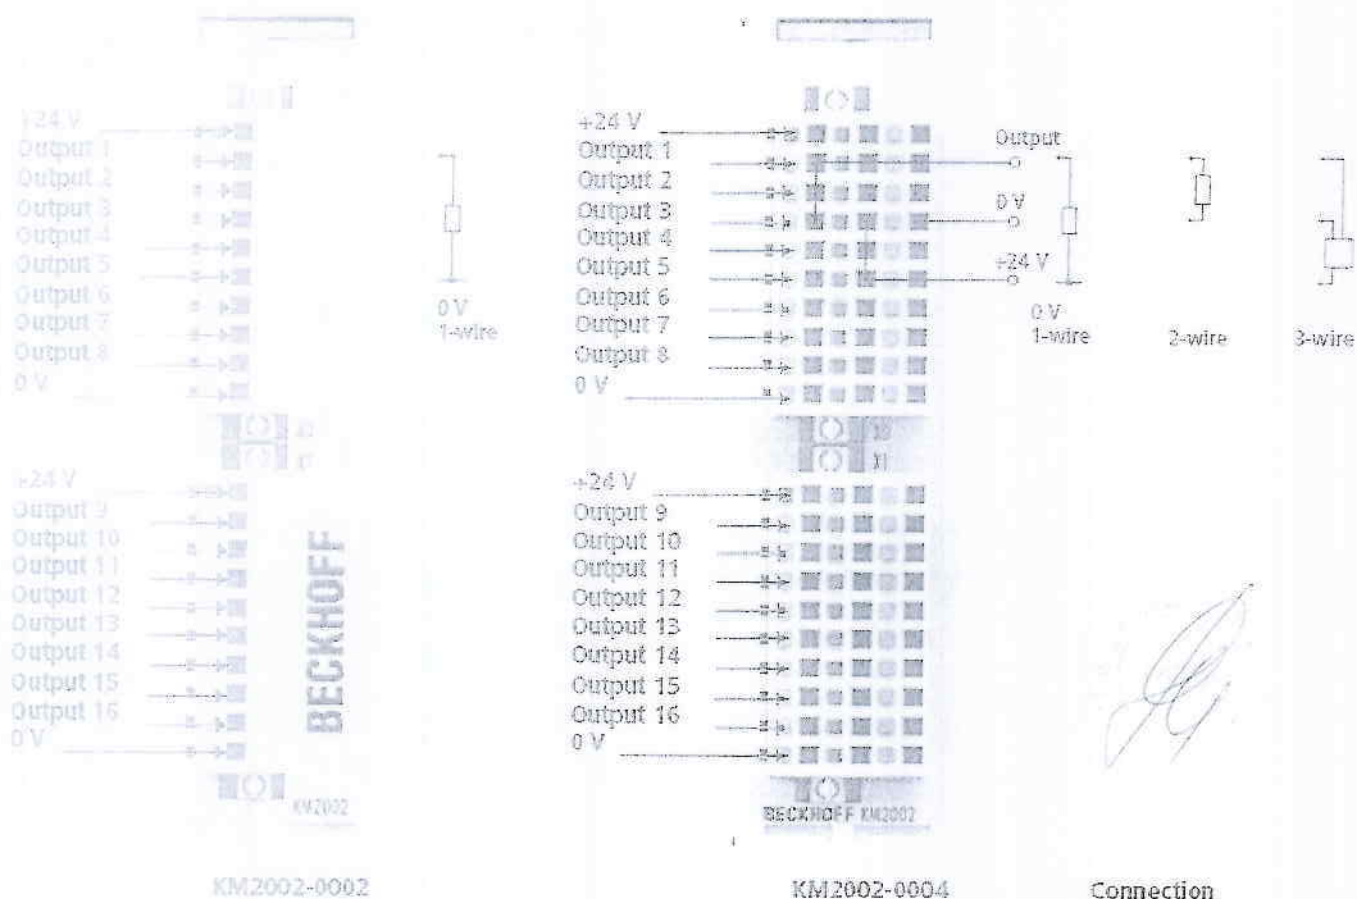 +24 V
Output 1
Output 2
Output 3
Output 4
Output 5
Output 6
Output 7
Output 8
0 V
+24 V
Output 9
Output 10
Output 11
Output 12
Output 13
Output 14
Output 15
Output 16
0 V
BECKHOFF
KM2002
0 V
1-wire
KM2002-0002
+24 V
Output 1
Output 2
Output 3
Output 4
Output 5
Output 6
Output 7
Output 8
0 V
X0
X1
+24 V
Output 9
Output 10
Output 11
Output 12
Output 13
Output 14
Output 15
Output 16
0 V
BECKHOFF KM2002
KM2002-0004
Output
0 V
+24 V
0 V
1-wire
2-wire
3-wire
Connection